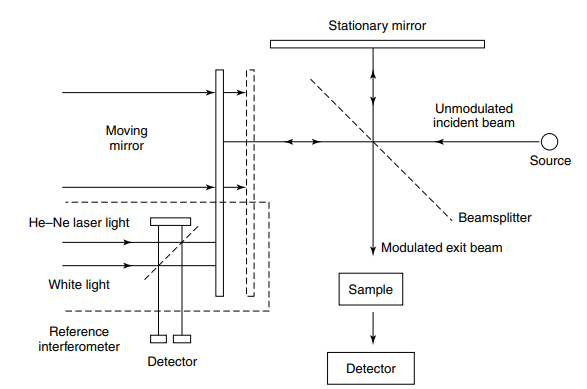 Stationary mirror
Unmodulated
incident beam
Moving
mirror
Source
Beamsplitter
He–Ne laser light
Modulated exit beam
White light
Sample
Reference
interferometer
Detector
Detector